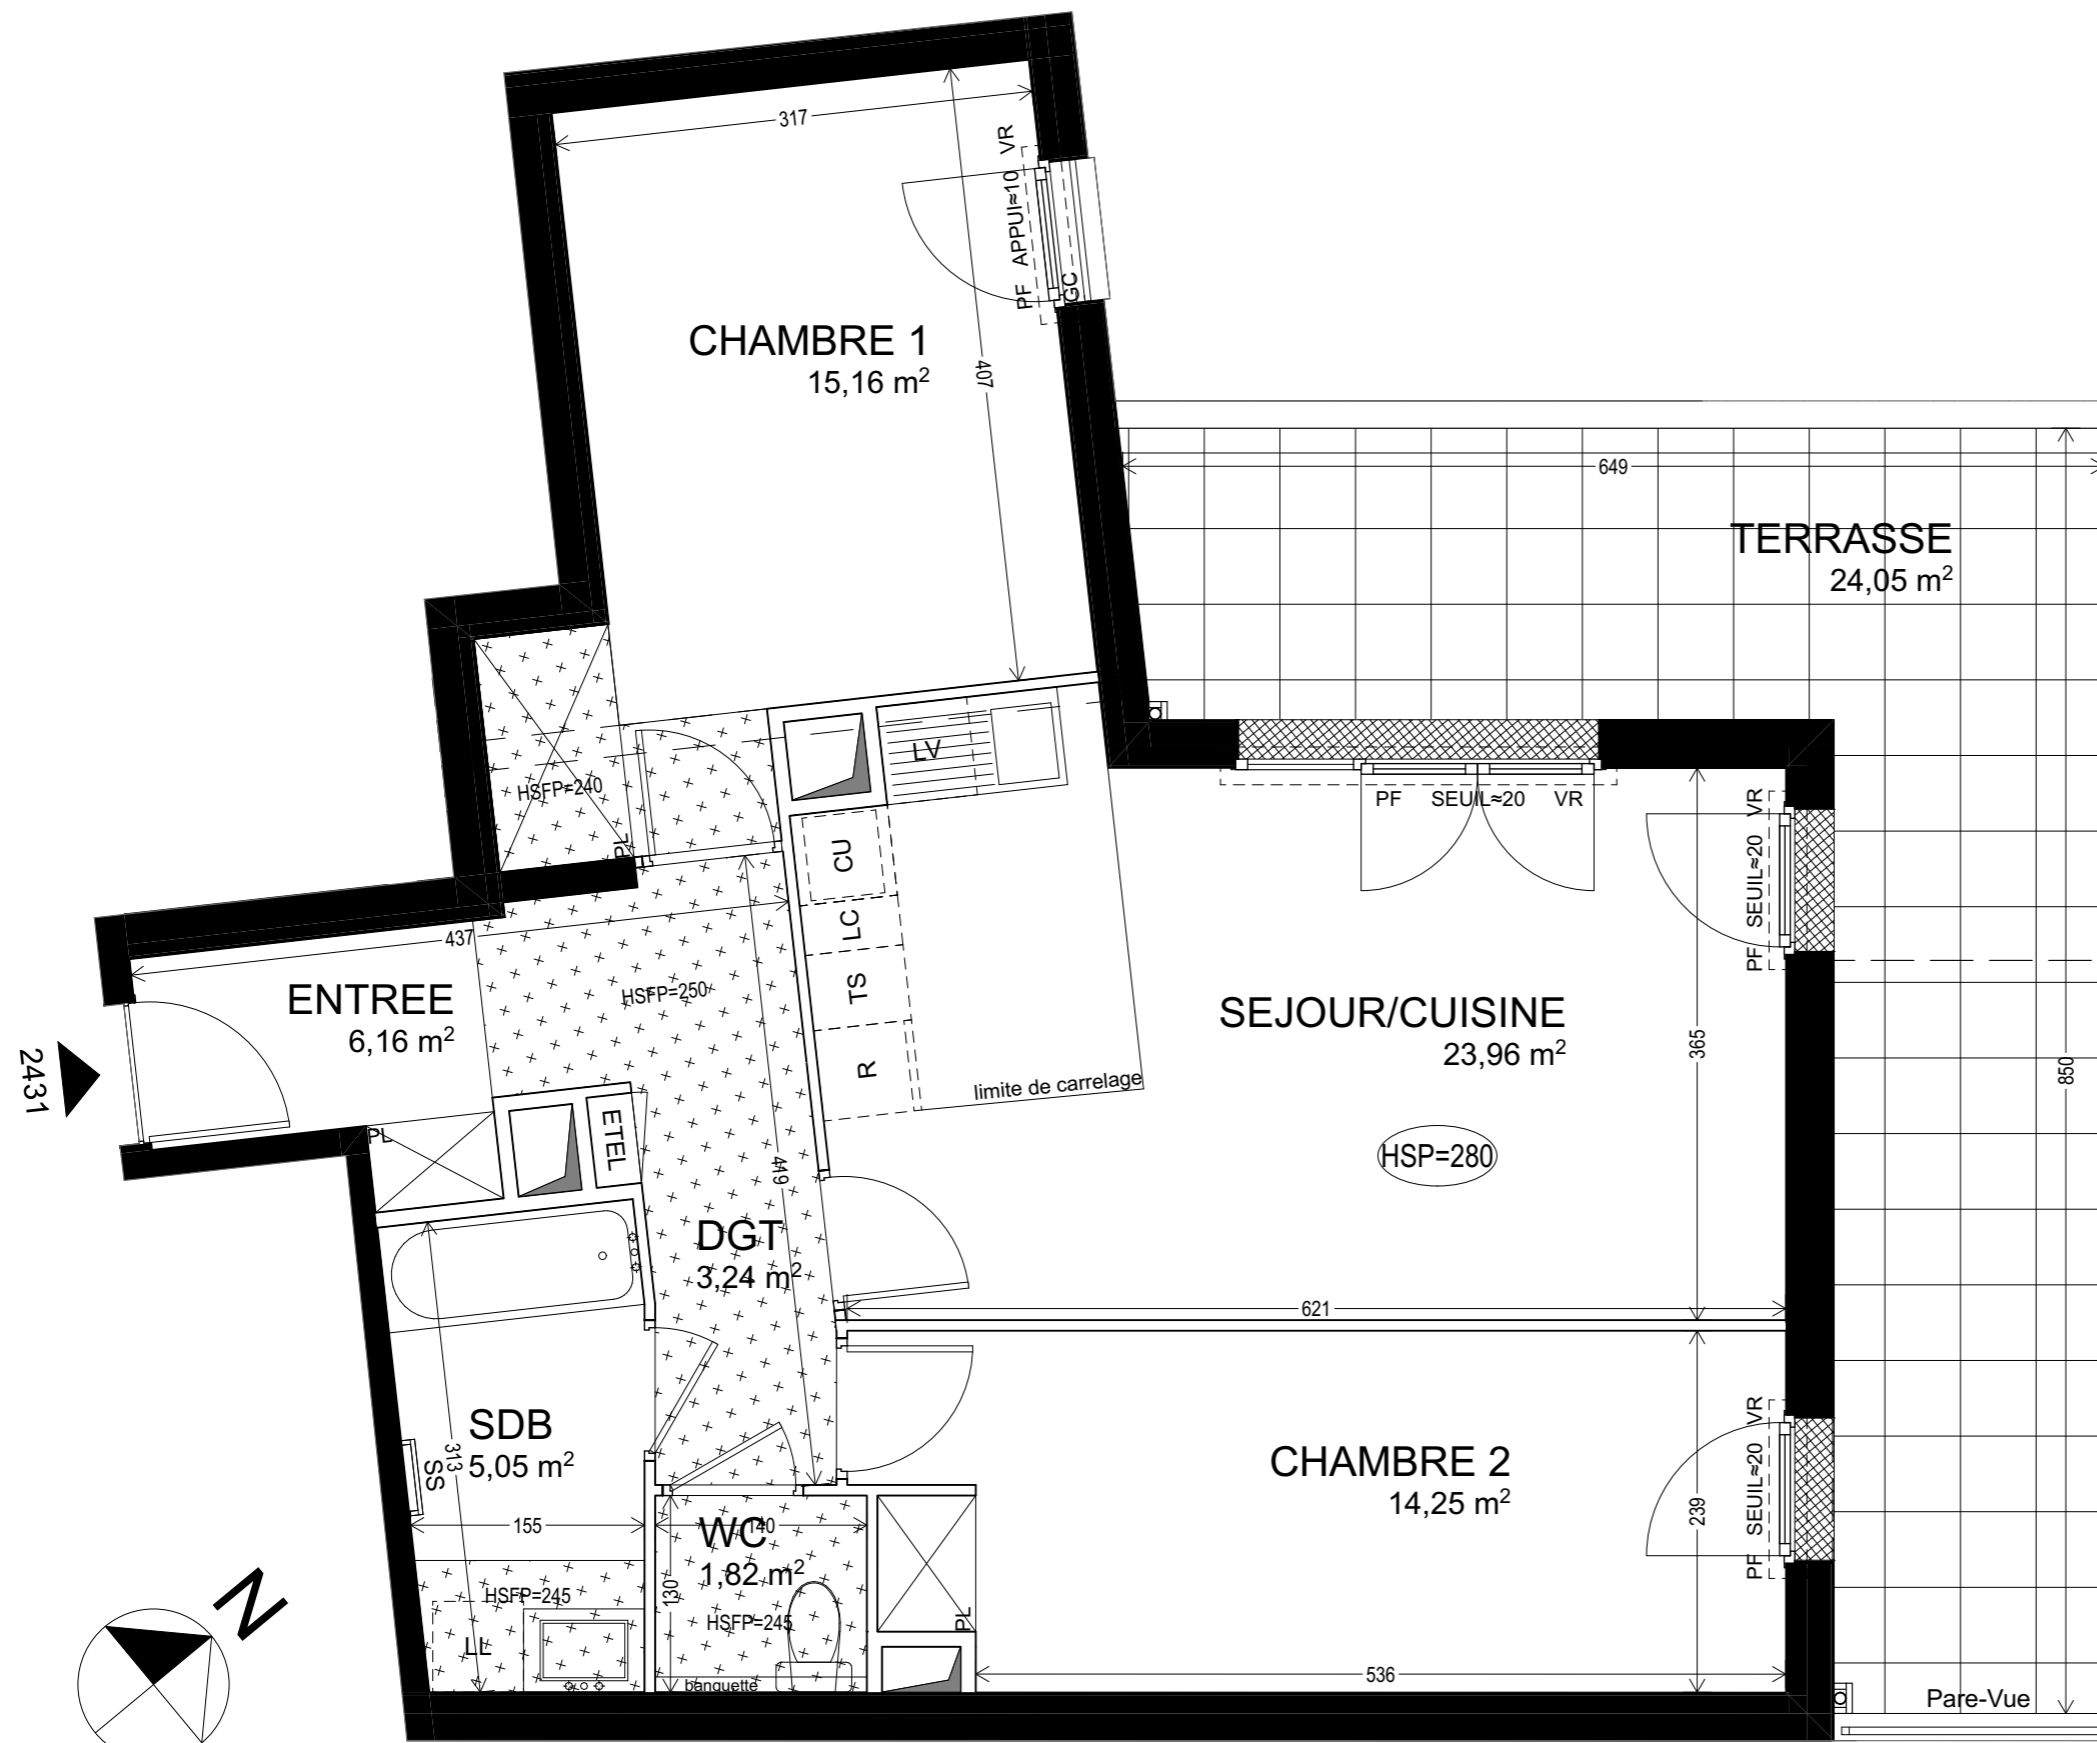 317
VR
APPUI≈10
PF
GC
CHAMBRE 1
15,16 m²
407
649
TERRASSE
24,05 m²
850
HSFP=240
PL
LV
CU
LC
TS
R
limite de carrelage
PF SEUIL≈20 VR
PF SEUIL≈20 VR
437
ENTREE
6,16 m²
2431
HSFP=250
PL
ETEL
419
SEJOUR/CUISINE
23,96 m²
365
HSP=280
DGT
3,24 m²
621
SDB
5,05 m²
313
SS
155
HSFP=245
LL
WC
140
1,82 m²
130
HSFP=245
banquette
PL
CHAMBRE 2
14,25 m²
239
PF SEUIL≈20 VR
536
Pare-Vue
N